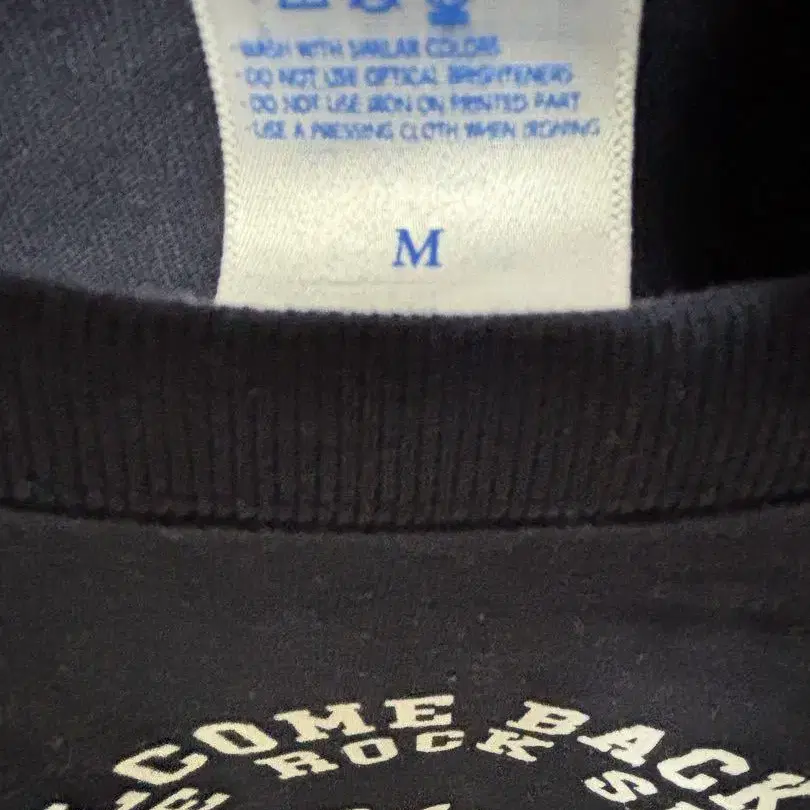 · WASH WITH SIMILAR COLORS
· DO NOT USE OPTICAL BRIGHTENERS
· DO NOT USE IRON ON PRINTED PART
· USE A PRESSING CLOTH WHEN IRONING
M
COME BACK
ROCK